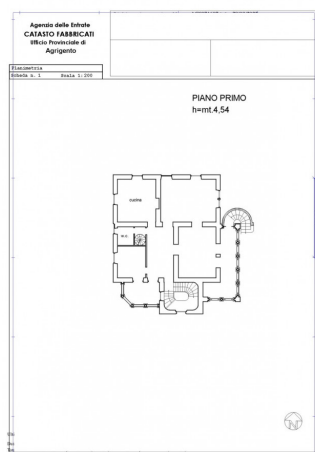 Agenzia delle Entrate
CATASTO FABBRICATI
Ufficio Provinciale di
Agrigento
Planimetria
Scheda n. 1 Scala 1:200
PIANO PRIMO
h=mt.4,54
cucina
w.c.
N